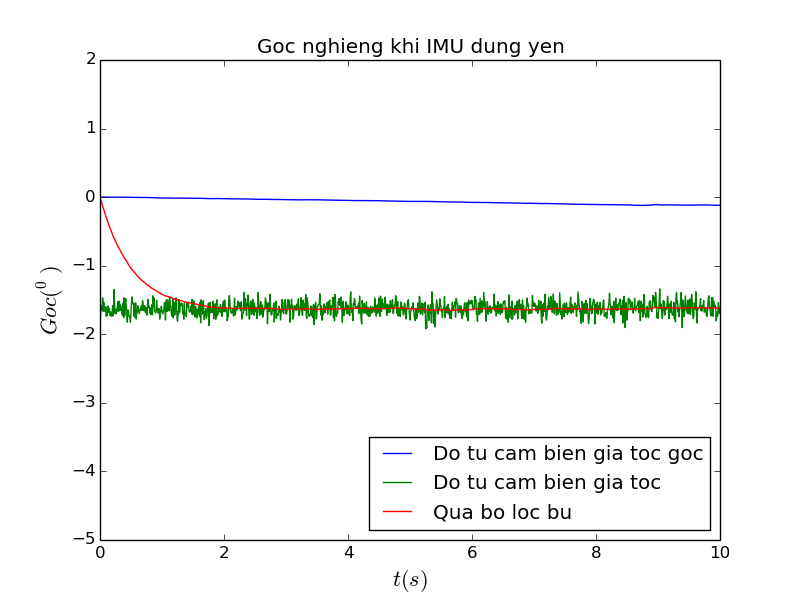 Goc nghieng khi IMU dung yen
2
1
0
−1
−2
−3
−4
−5
Goc(⁰)
Do tu cam bien gia toc goc
Do tu cam bien gia toc
Qua bo loc bu
0 2 4 6 8 10
t(s)